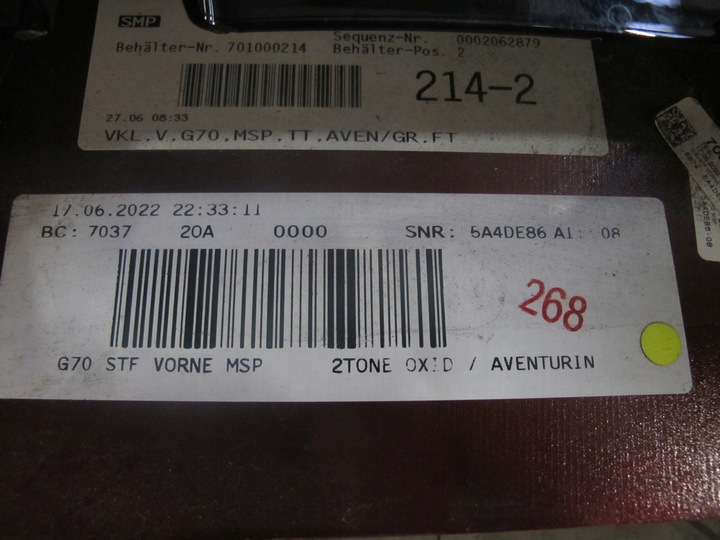 SMP
Sequenz-Nr. 0002062879
Behälter-Nr. 701000214 Behälter-Pos. 2
214-2
27.06 08:33
VKL.V.G70.MSP.TT.AVEN/GR.FT
17.06.2022 22:33:11
BC: 7037 20A 0000 SNR: 5A4DE86 AI: 08
268
G70 STF VORNE MSP 2TONE OXID / AVENTURIN